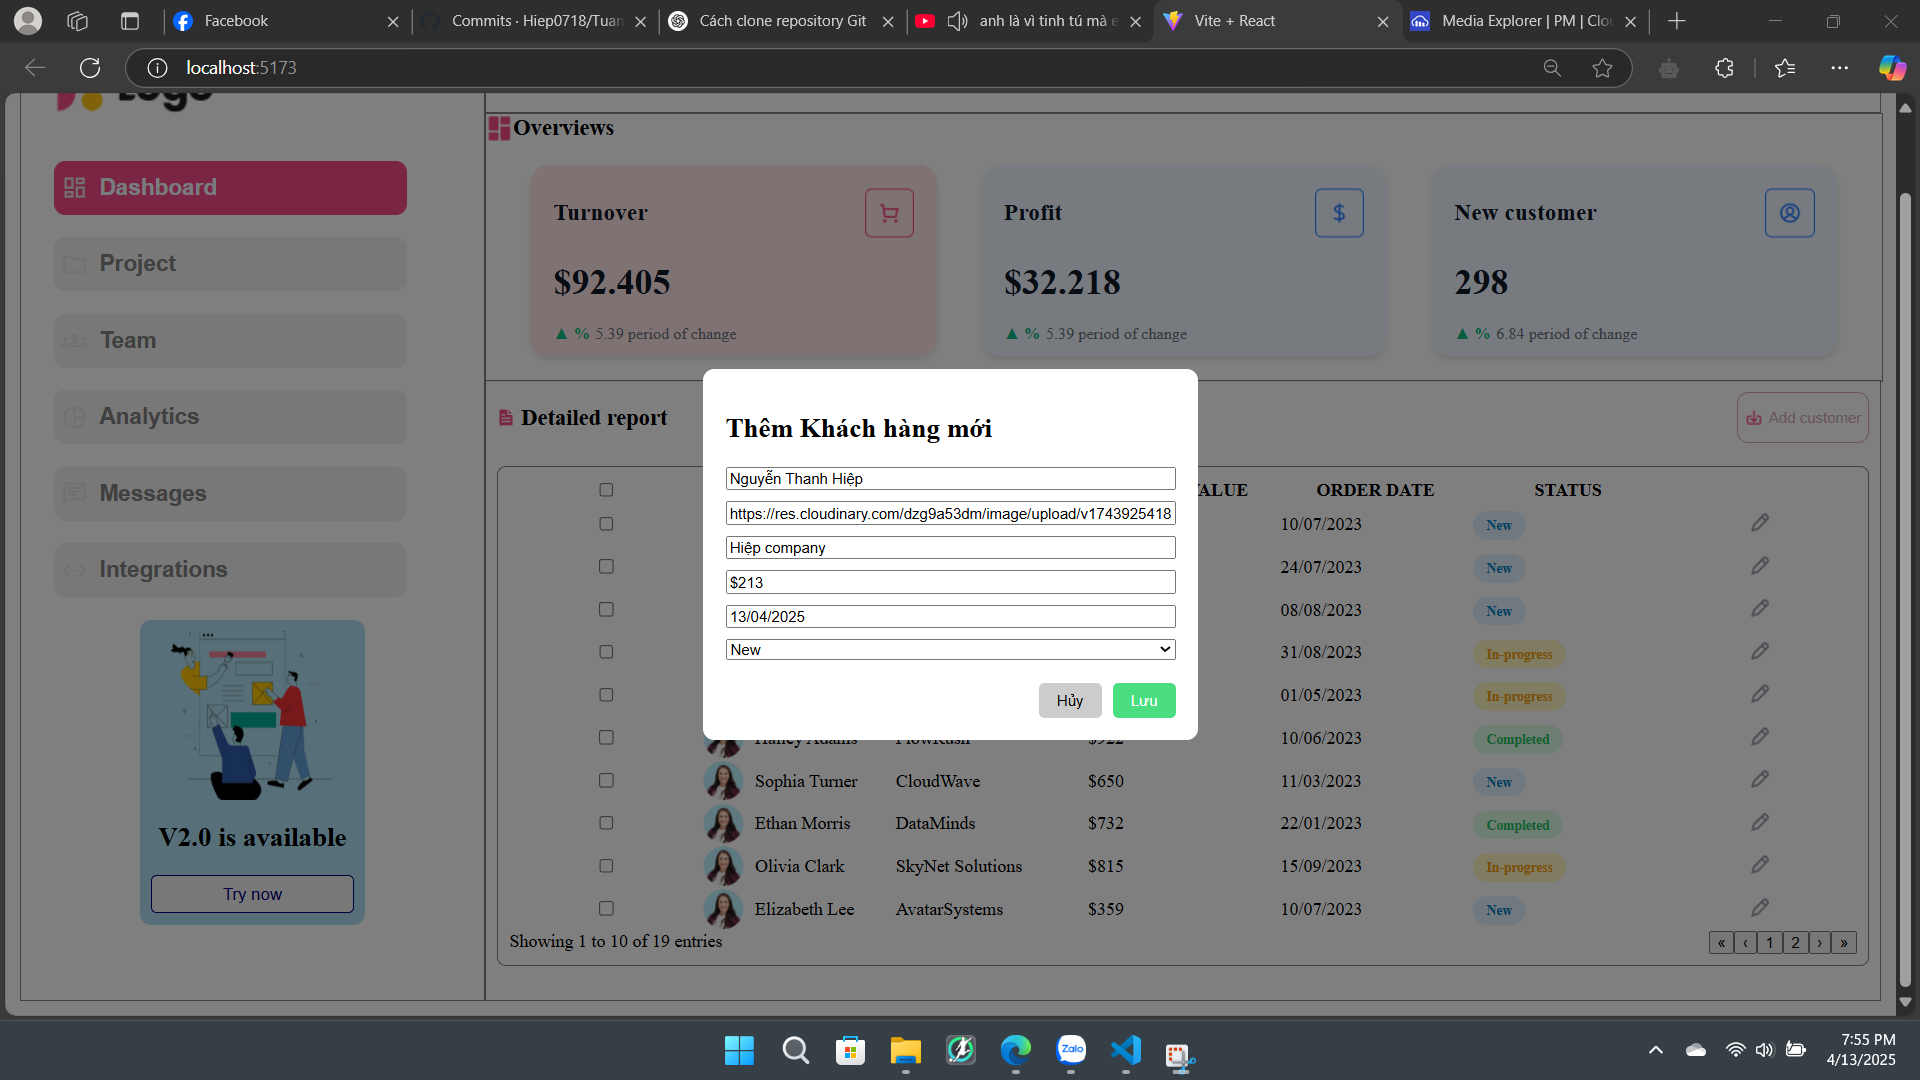 Facebook
Commits · Hiep0718/Tuan
Cách clone repository Git
anh là vì tinh tú mà e
Vite + React
Media Explorer | PM | Clo
localhost:5173
Logo
Dashboard
Project
Team
Analytics
Messages
Integrations
V2.0 is available
Try now
Overviews
Turnover
$92.405
▲ % 5.39 period of change
Profit
$
$32.218
▲ % 5.39 period of change
New customer
298
▲ % 6.84 period of change
Detailed report
Add customer
Thêm Khách hàng mới
Nguyễn Thanh Hiệp
https://res.cloudinary.com/dzg9a53dm/image/upload/v1743925418
Hiệp company
$213
13/04/2025
New
Hủy
Lưu
ORDER DATE STATUS
10/07/2023 New
24/07/2023 New
08/08/2023 New
31/08/2023 In-progress
01/05/2023 In-progress
10/06/2023 Completed
Sophia Turner CloudWave $650 11/03/2023 New
Ethan Morris DataMinds $732 22/01/2023 Completed
Olivia Clark SkyNet Solutions $815 15/09/2023 In-progress
Elizabeth Lee AvatarSystems $359 10/07/2023 New
Showing 1 to 10 of 19 entries
« ‹ 1 2 › »
Zalo
7:55 PM
4/13/2025